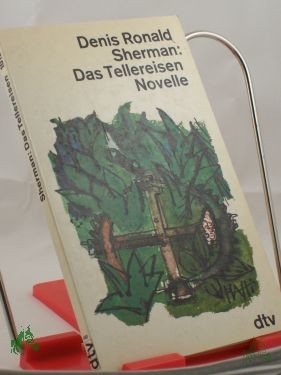 Denis Ronald
Sherman:
Das Tellereisen
Novelle
dtv
Sherman: Das Tellereisen
dtv